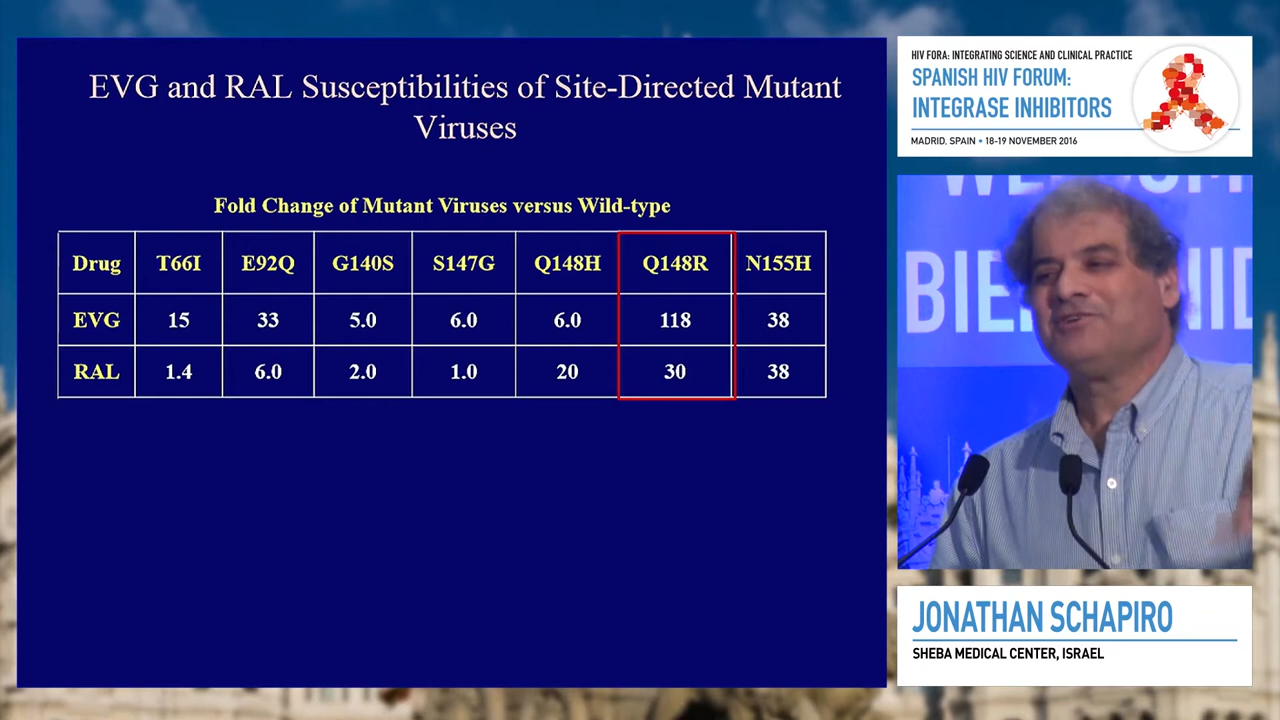 EVG and RAL Susceptibilities of Site-Directed Mutant
Viruses
Fold Change of Mutant Viruses versus Wild-type
Drug T66I E92Q G140S S147G Q148H Q148R N155H
EVG 15 33 5.0 6.0 6.0 118 38
RAL 1.4 6.0 2.0 1.0 20 30 38
HIV FORA: INTEGRATING SCIENCE AND CLINICAL PRACTICE
SPANISH HIV FORUM:
INTEGRASE INHIBITORS
MADRID, SPAIN • 18-19 NOVEMBER 2016
JONATHAN SCHAPIRO
SHEBA MEDICAL CENTER, ISRAEL